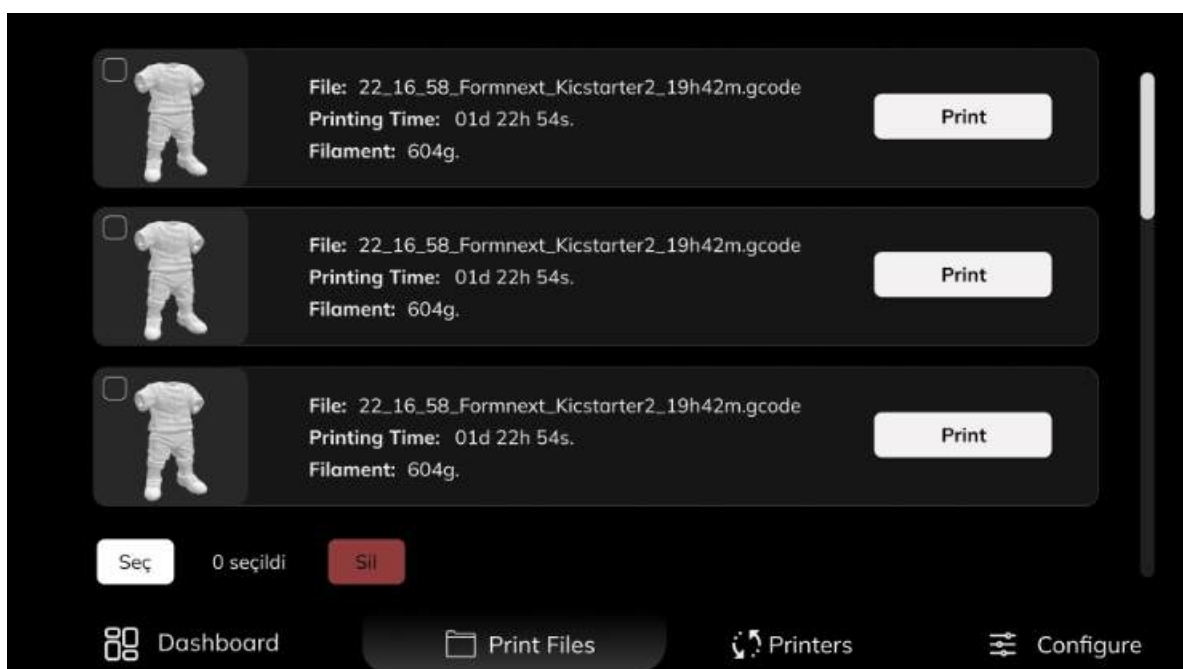 File: 22_16_58_Formnext_Kicstarter2_19h42m.gcode
Printing Time: 01d 22h 54s.
Filament: 604g.
Print
File: 22_16_58_Formnext_Kicstarter2_19h42m.gcode
Printing Time: 01d 22h 54s.
Filament: 604g.
Print
File: 22_16_58_Formnext_Kicstarter2_19h42m.gcode
Printing Time: 01d 22h 54s.
Filament: 604g.
Print
Seç 0 seçildi Sil
Dashboard Print Files Printers Configure